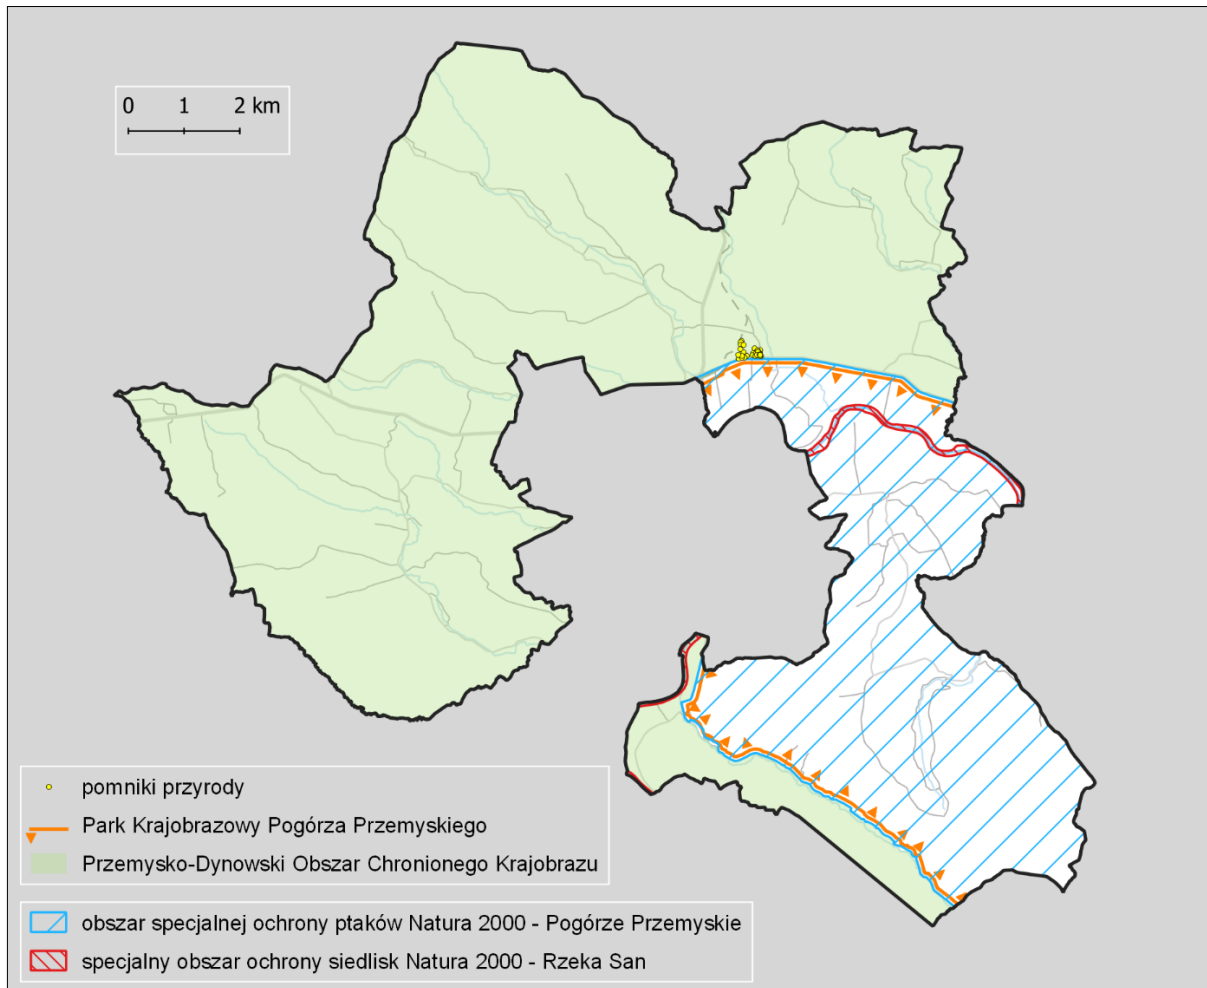 0 1 2 km
pomniki przyrody
Park Krajobrazowy Pogórza Przemyskiego
Przemysko-Dynowski Obszar Chronionego Krajobrazu
obszar specjalnej ochrony ptaków Natura 2000 - Pogórze Przemyskie
specjalny obszar ochrony siedlisk Natura 2000 - Rzeka San